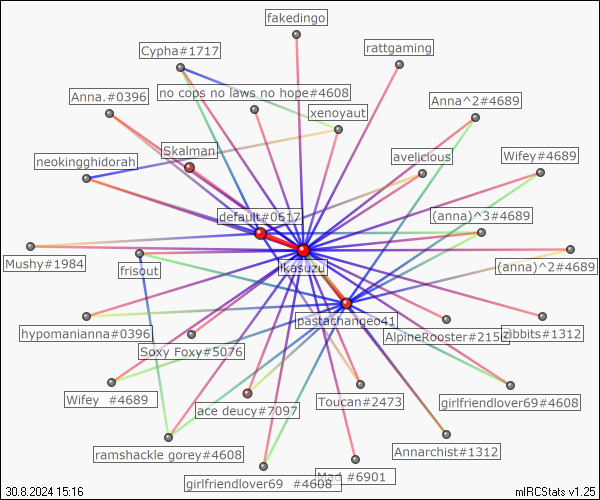 fakedingo
Cypha#1717
rattgaming
Anna.#0396
no cops no laws no hope#4608
Anna^2#4689
xenoyaut
neokingghidorah
Skalman
avelicious
Wifey#4689
default#0617
(anna)^3#4689
Mushy#1984
frisout
ikasuzu
(anna)^2#4689
hypomanianna#0396
pastachangeo41
Soxy Foxy#5076
AlpineRooster#2150
zibbits#1312
Wifey #4689
ace deucy#7097
Toucan#2473
girlfriendlover69#4608
ramshackle gorey#4608
Annarchist#1312
girlfriendlover69 #4608
Mad #6901
30.8.2024 15:16
mIRCStats v1.25